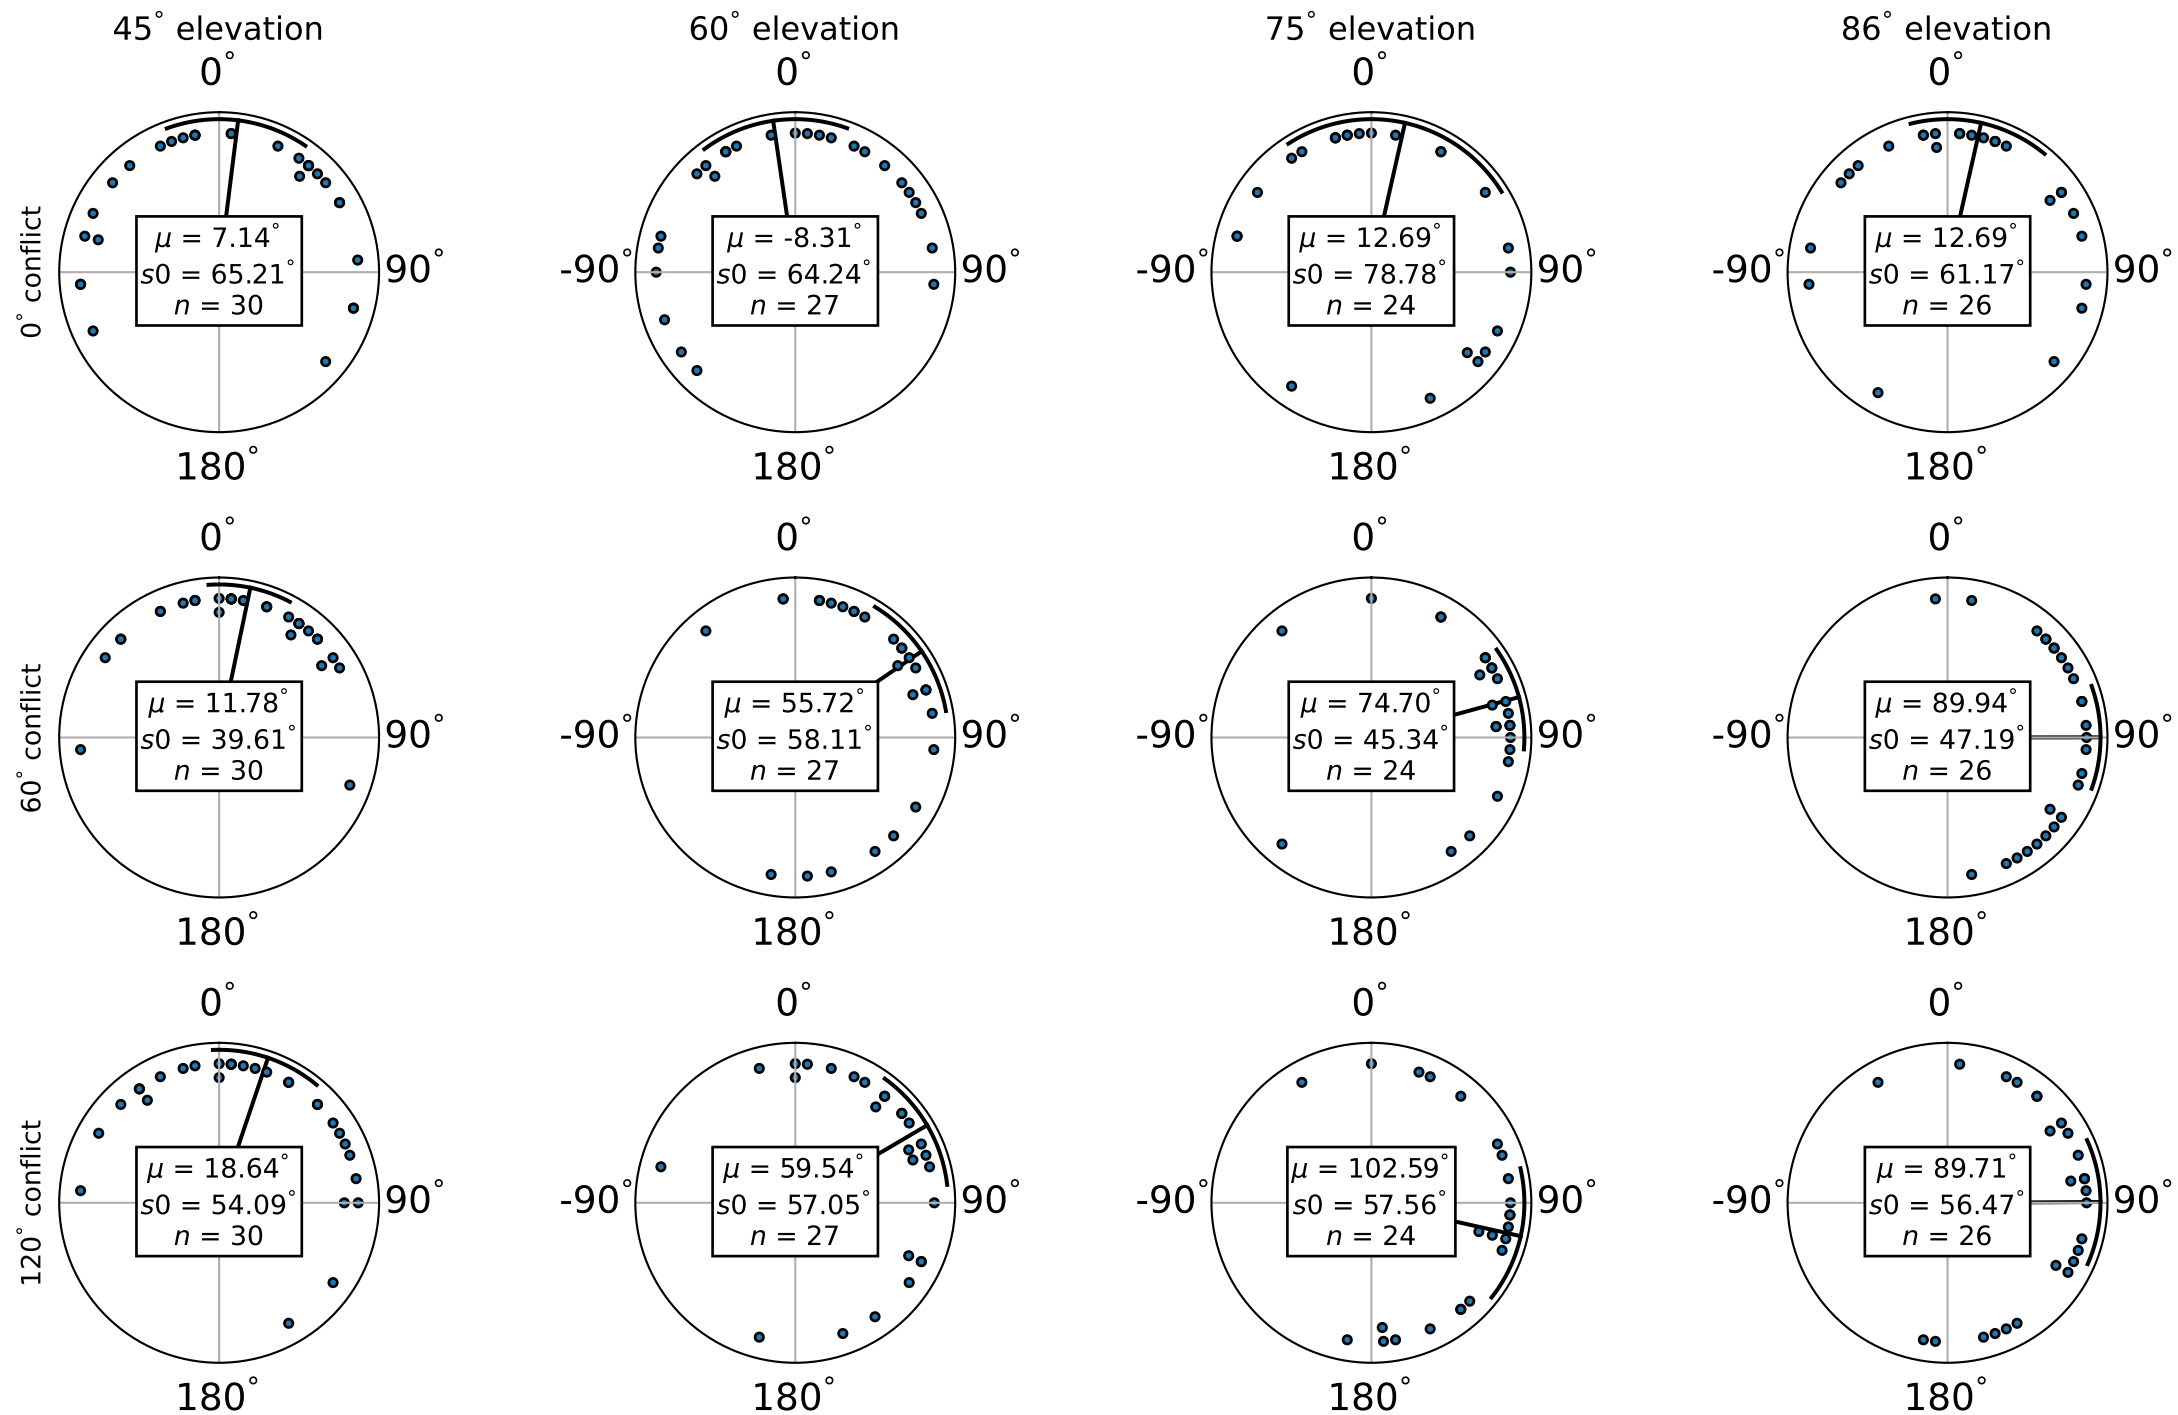 45° elevation
60° elevation
75° elevation
86° elevation
0°
0°
0°
0°
0° conflict
μ = 7.14°
s0 = 65.21°
n = 30
90°
-90°
μ = -8.31°
s0 = 64.24°
n = 27
90°
-90°
μ = 12.69°
s0 = 78.78°
n = 24
90°
-90°
μ = 12.69°
s0 = 61.17°
n = 26
90°
180°
180°
180°
180°
0°
0°
0°
0°
60° conflict
μ = 11.78°
s0 = 39.61°
n = 30
90°
-90°
μ = 55.72°
s0 = 58.11°
n = 27
90°
-90°
μ = 74.70°
s0 = 45.34°
n = 24
90°
-90°
μ = 89.94°
s0 = 47.19°
n = 26
90°
180°
180°
180°
180°
0°
0°
0°
0°
120° conflict
μ = 18.64°
s0 = 54.09°
n = 30
90°
-90°
μ = 59.54°
s0 = 57.05°
n = 27
90°
-90°
μ = 102.59°
s0 = 57.56°
n = 24
90°
-90°
μ = 89.71°
s0 = 56.47°
n = 26
90°
180°
180°
180°
180°